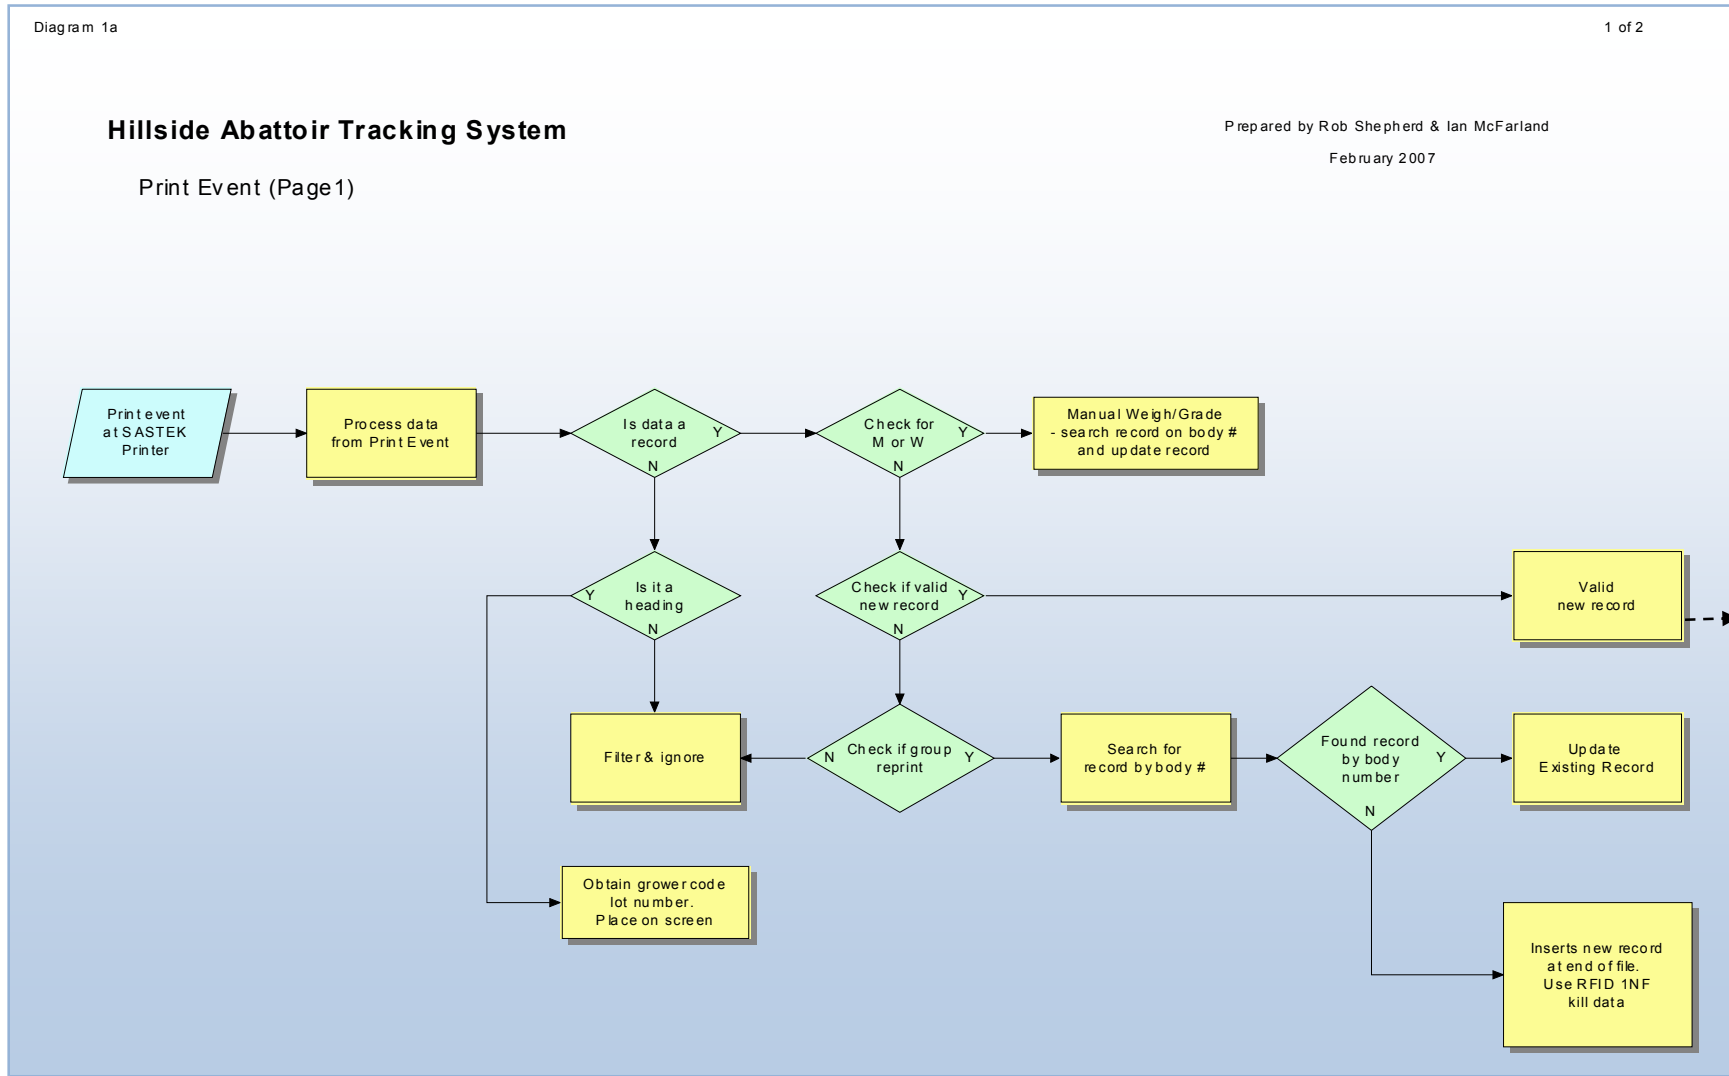 Diagram 1a
1 of 2
Hillside Abattoir Tracking System
Prepared by Rob Shepherd & Ian McFarland
February 2007
Print Event (Page1)
Print event
at SASTEK
Printer
Process data
from Print Event
Is data a
record
Y
N
Check for
M or W
Y
N
Manual Weigh/Grade
- search record on body #
and update record
Is it a
heading
Y
N
Check if valid
new record
Y
N
Valid
new record
Filter & ignore
Check if group
reprint
N
Y
Search for
record by body #
Found record
by body
number
Y
N
Update
Existing Record
Obtain grower code
lot number.
Place on screen
Inserts new record
at end of file.
Use RFID 1NF
kill data